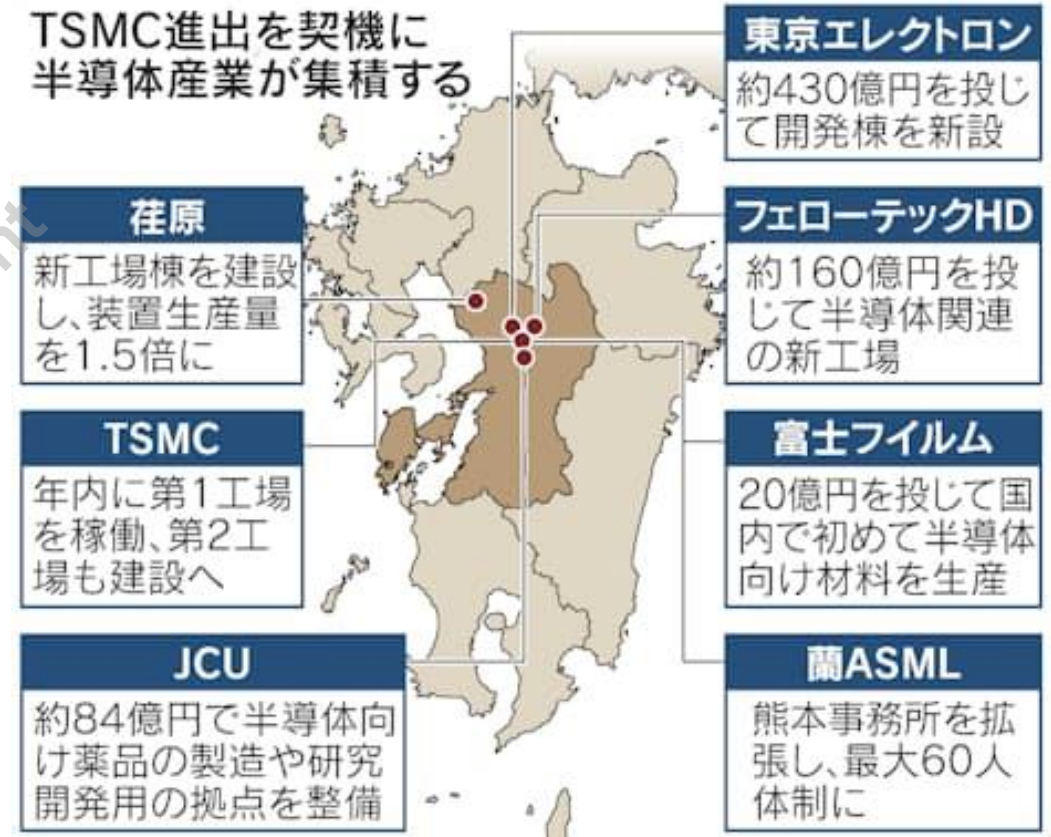 TSMC進出を契機に
半導体産業が集積する
東京エレクトロン
約430億円を投じ
て開発棟を新設
荏原
新工場棟を建設
し、装置生産量
を1.5倍に
フェローテックHD
約160億円を投
じて半導体関連
の新工場
TSMC
年内に第1工場
を稼働、第2工
場も建設へ
富士フイルム
20億円を投じて国
内で初めて半導体
向け材料を生産
JCU
約84億円で半導体向
け薬品の製造や研究
開発用の拠点を整備
蘭ASML
熊本事務所を拡
張し、最大60人
体制に